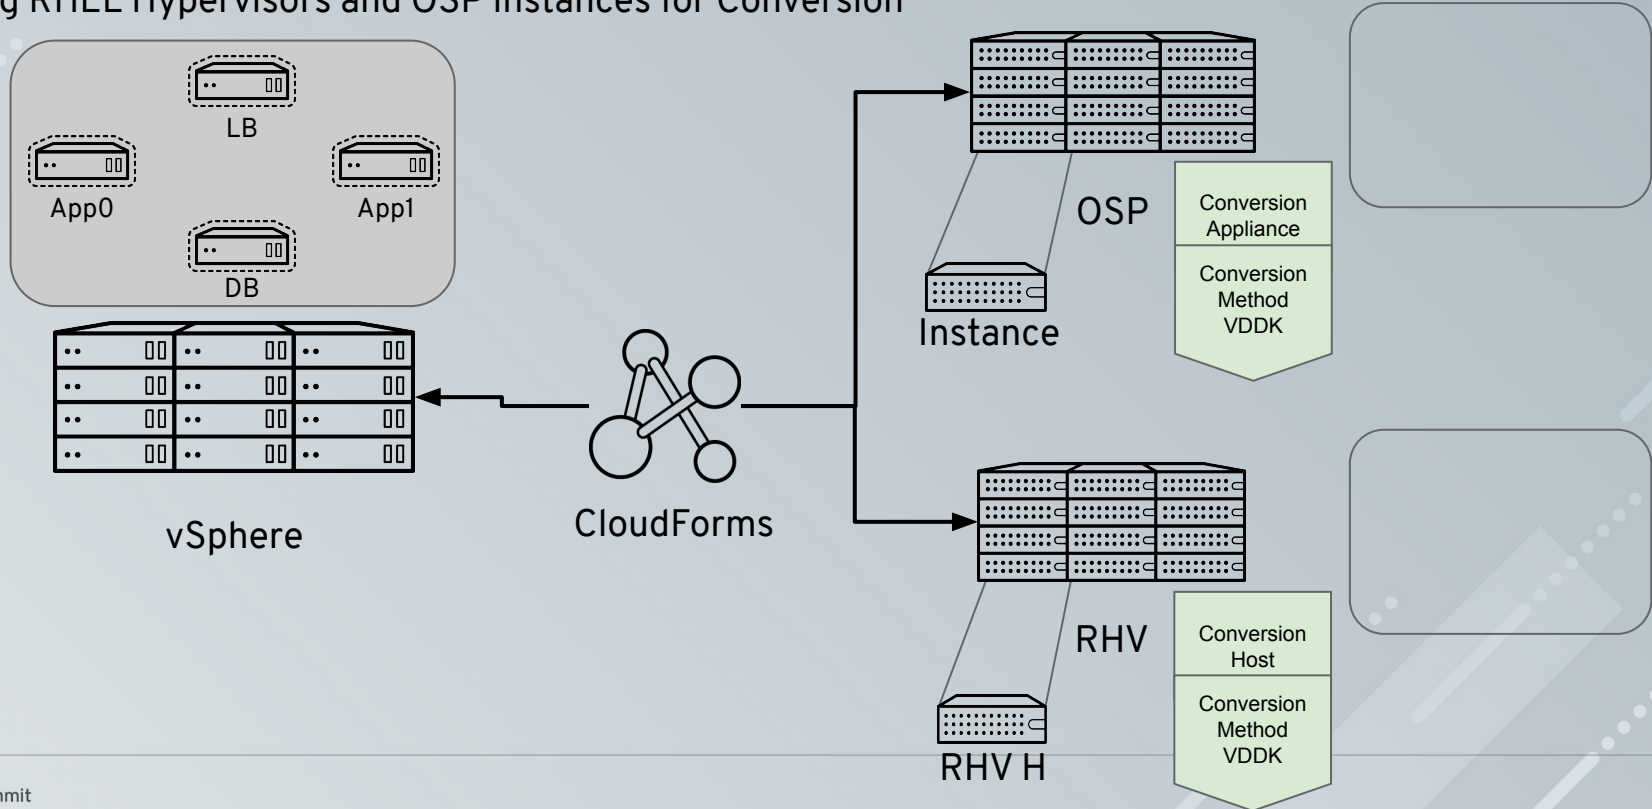 g RHEL Hypervisors and OSP Instances for Conversion
LB
App0
App1
DB
vSphere
CloudForms
OSP
Instance
Conversion
Appliance
Conversion
Method
VDDK
RHV
RHV H
Conversion
Host
Conversion
Method
VDDK
mmit